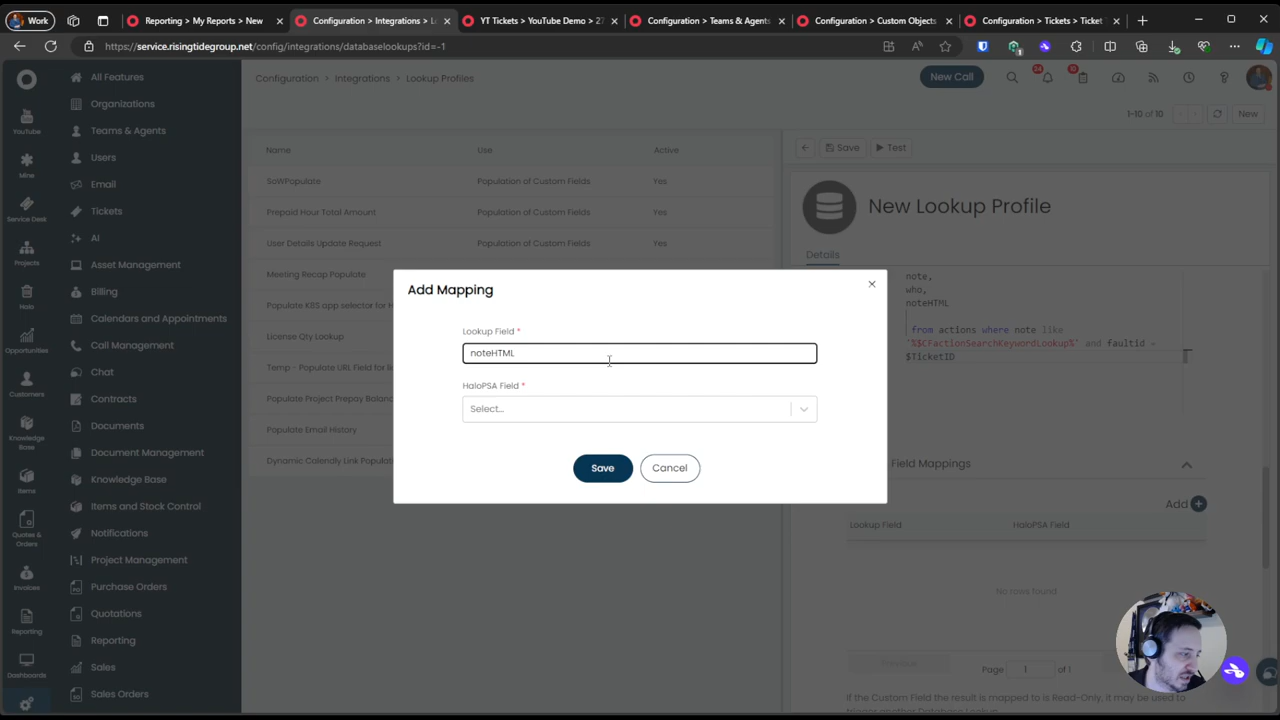 Work
Reporting > My Reports > New
Configuration > Integrations > L
YT Tickets > YouTube Demo > 27
Configuration > Teams & Agents
Configuration > Custom Objects
Configuration > Tickets > Ticket
https://service.risingtidegroup.net/config/integrations/databaselookups?id=-1
Configuration > Integrations > Lookup Profiles
New Call
YouTube
Mine
Service Desk
Projects
Halo
Opportunities
Customers
Knowledge Base
Items
Quotes & Orders
Invoices
Reporting
Dashboards
All Features
Organizations
Teams & Agents
Users
Email
Tickets
AI
Asset Management
Billing
Calendars and Appointments
Call Management
Chat
Contracts
Documents
Document Management
Knowledge Base
Items and Stock Control
Notifications
Project Management
Purchase Orders
Quotations
Reporting
Sales
Sales Orders
1-10 of 10
New
Name Use Active
SoWPopulate Population of Custom Fields Yes
Prepaid Hour Total Amount Population of Custom Fields Yes
User Details Update Request Population of Custom Fields Yes
Meeting Recap Populate
Populate KBS app selector for H
License Qty Lookup
Temp - Populate URL Field for li
Populate Project Prepay Balan
Populate Email History
Dynamic Calendly Link Populat
Save
Test
New Lookup Profile
Details
note,
who,
noteHTML
from actions where note like
'%$CFactionSearchKeywordLookup%' and faultid =
$TicketID
Field Mappings
Add
Lookup Field HaloPSA Field
No rows found
Previous
Page 1 of 1
If the Custom Field the result is mapped to is Read-Only, it may be used to
trigger another Database Lookup
Add Mapping
Lookup Field *
noteHTML
HaloPSA Field *
Select...
Save
Cancel